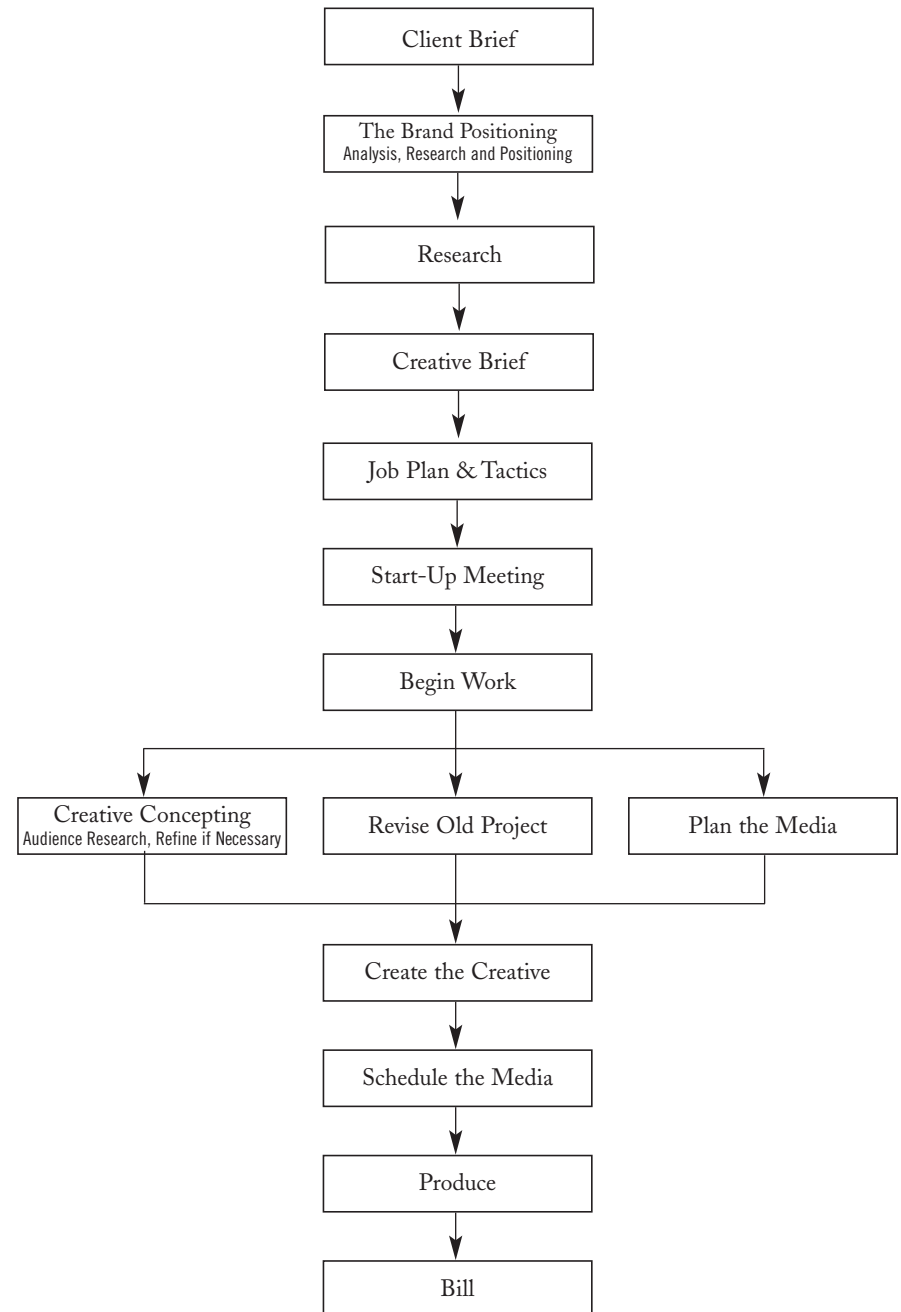 Client Brief
The Brand Positioning
Analysis, Research and Positioning
Research
Creative Brief
Job Plan & Tactics
Start-Up Meeting
Begin Work
Creative Concepting
Audience Research, Refine if Necessary
Revise Old Project
Plan the Media
Create the Creative
Schedule the Media
Produce
Bill